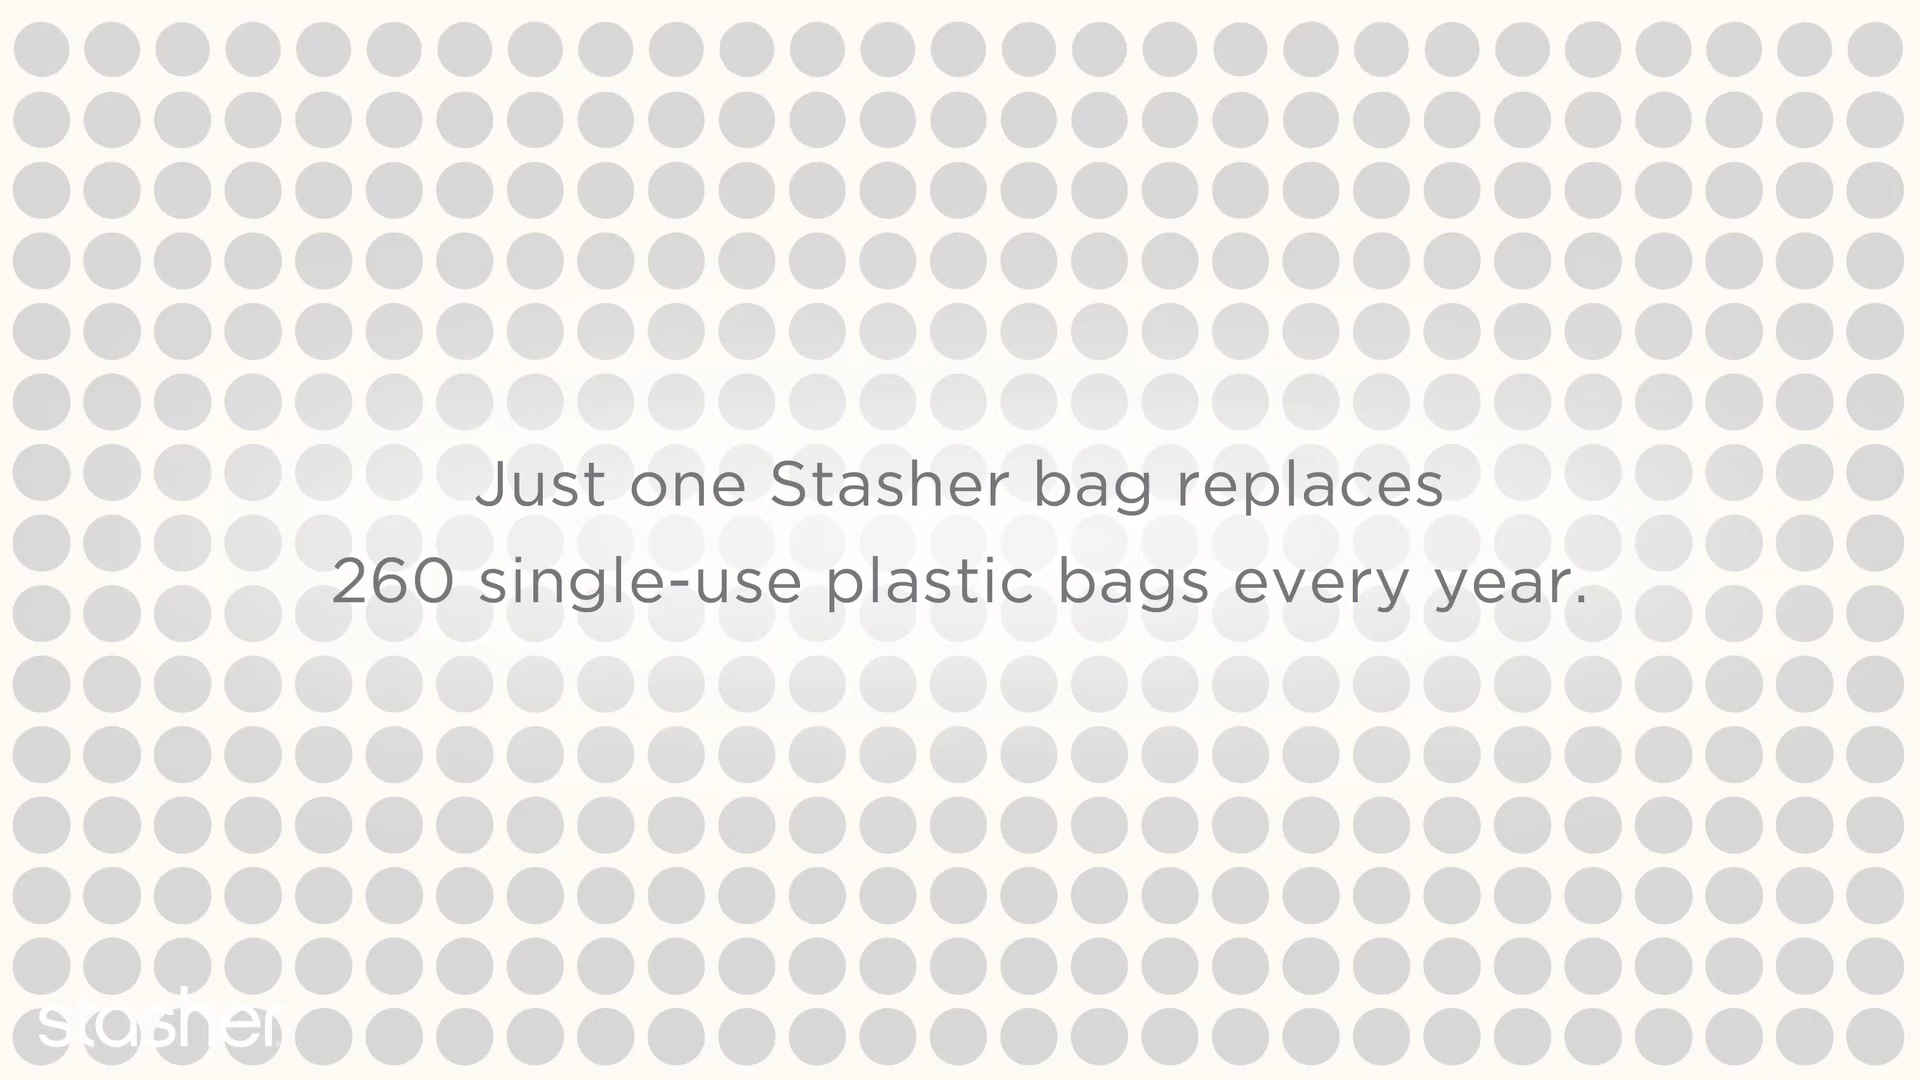 Just one Stasher bag replaces
260 single-use plastic bags every year.
stasher